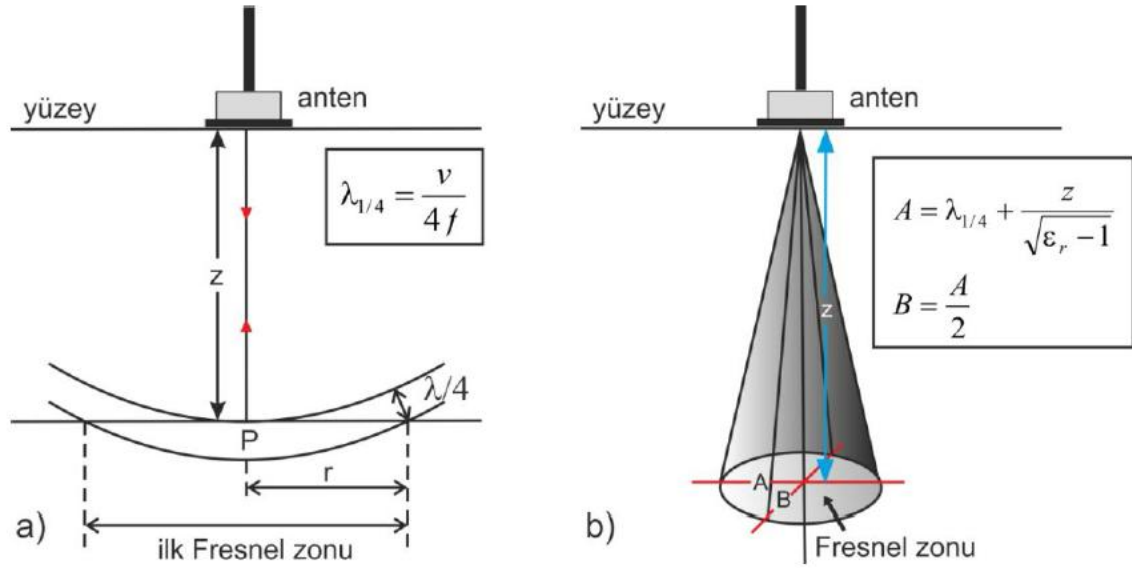 yüzey
anten
λ1/4 = v / 4f
z
λ/4
P
r
a)
ilk Fresnel zonu
yüzey
anten
A = λ1/4 + z / √(εr − 1)
B = A / 2
z
A
B
b)
Fresnel zonu